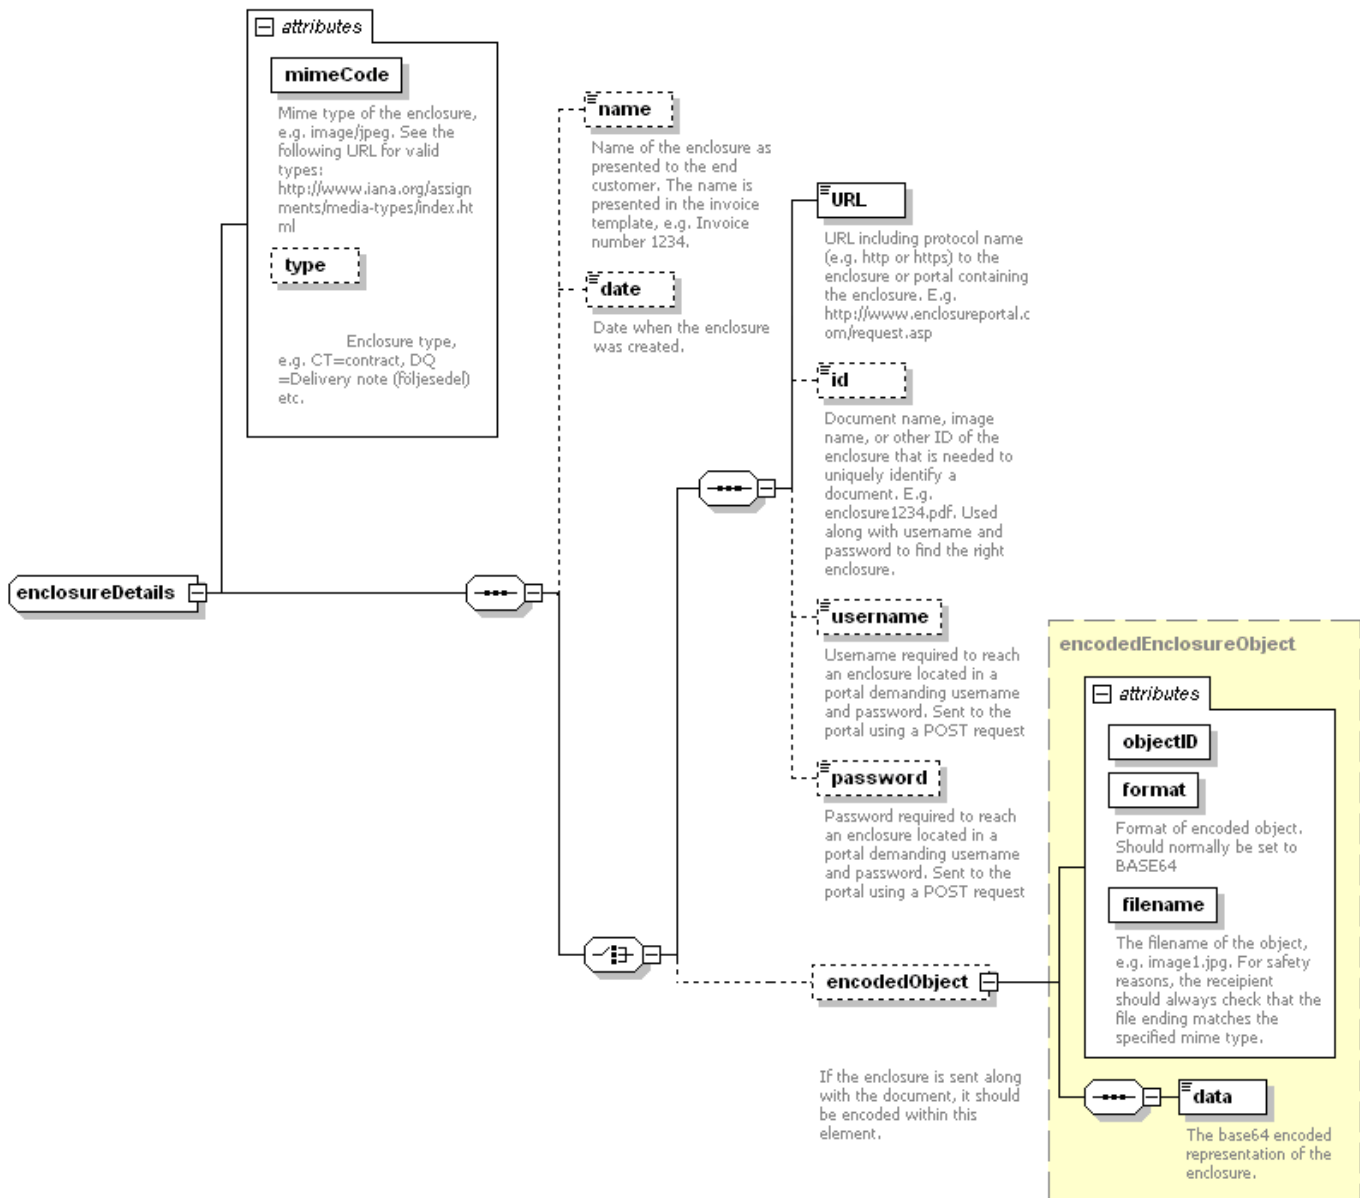 attributes
mimeCode
Mime type of the enclosure,
e.g. image/jpeg. See the
following URL for valid
types:
http://www.iana.org/assign
ments/media-types/index.ht
ml
type
Enclosure type,
e.g. CT=contract, DQ
=Delivery note (följesedel)
etc.
name
Name of the enclosure as
presented to the end
customer. The name is
presented in the invoice
template, e.g. Invoice
number 1234.
date
Date when the enclosure
was created.
URL
URL including protocol name
(e.g. http or https) to the
enclosure or portal containing
the enclosure. E.g.
http://www.enclosureportal.c
om/request.asp
id
Document name, image
name, or other ID of the
enclosure that is needed to
uniquely identify a
document. E.g.
enclosure1234.pdf. Used
along with username and
password to find the right
enclosure.
enclosureDetails
username
Username required to reach
an enclosure located in a
portal demanding username
and password. Sent to the
portal using a POST request
password
Password required to reach
an enclosure located in a
portal demanding username
and password. Sent to the
portal using a POST request
encodedObject
If the enclosure is sent along
with the document, it should
be encoded within this
element.
encodedEnclosureObject
attributes
objectID
format
Format of encoded object.
Should normally be set to
BASE64
filename
The filename of the object,
e.g. image1.jpg. For safety
reasons, the receipient
should always check that the
file ending matches the
specified mime type.
data
The base64 encoded
representation of the
enclosure.